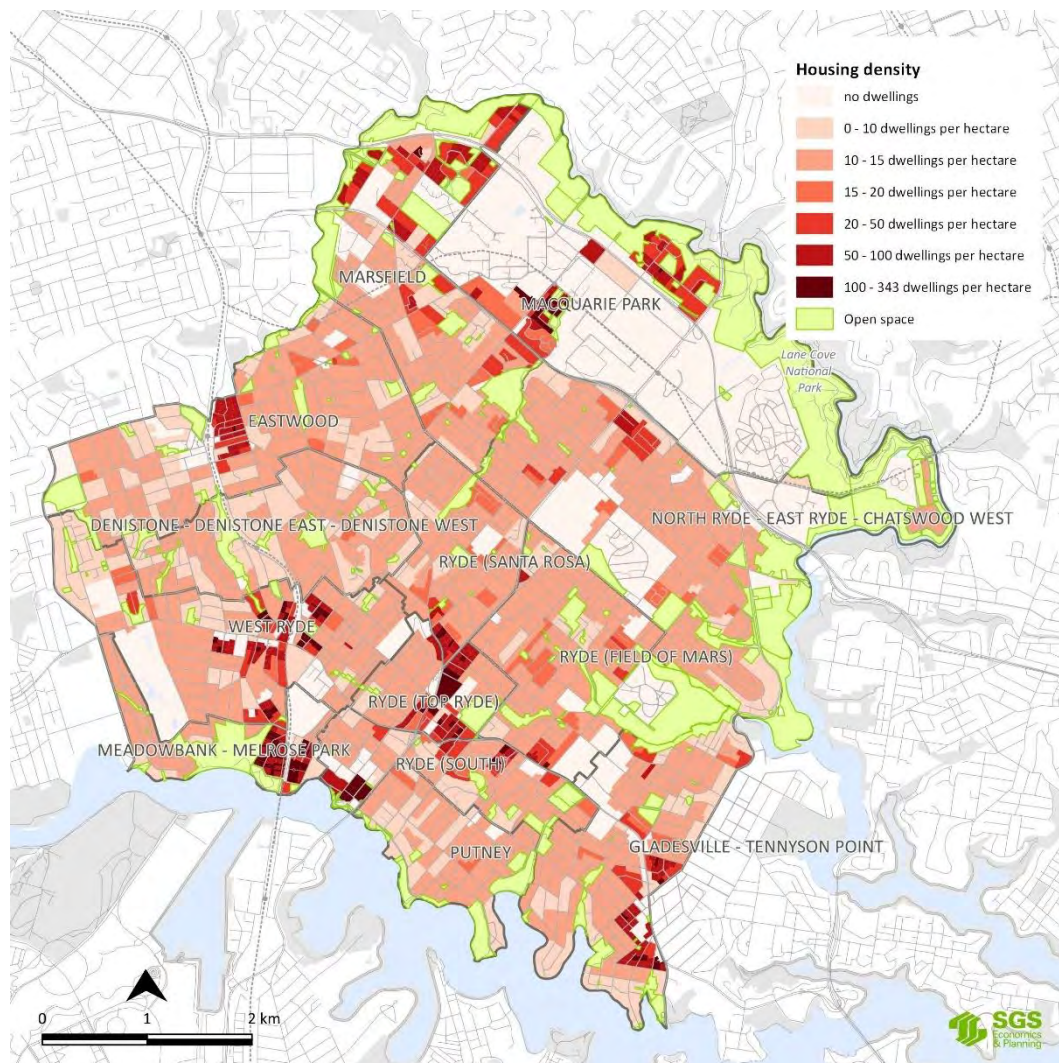 Housing density
no dwellings
0 - 10 dwellings per hectare
10 - 15 dwellings per hectare
15 - 20 dwellings per hectare
20 - 50 dwellings per hectare
50 - 100 dwellings per hectare
100 - 343 dwellings per hectare
Open space
MARSFIELD
MACQUARIE PARK
Lane Cove
National
Park
EASTWOOD
DENISTONE - DENISTONE EAST - DENISTONE WEST
NORTH RYDE - EAST RYDE - CHATSWOOD WEST
RYDE (SANTA ROSA)
WEST RYDE
RYDE (FIELD OF MARS)
RYDE (TOP RYDE)
MEADOWBANK - MELROSE PARK
RYDE (SOUTH)
PUTNEY
GLADESVILLE - TENNYSON POINT
0 1 2 km
SGS
Economics
& Planning